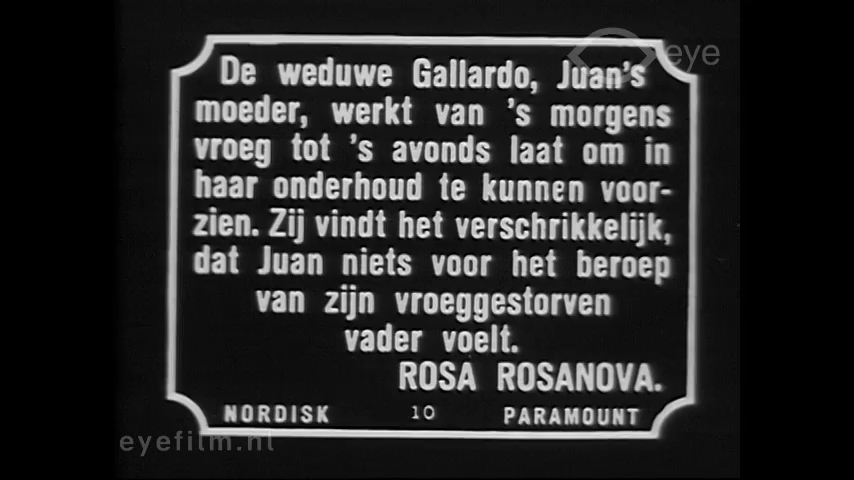 eye
De weduwe Gallardo, Juan's
moeder, werkt van 's morgens
vroeg tot 's avonds laat om in
haar onderhoud te kunnen voor-
zien. Zij vindt het verschrikkelijk,
dat Juan niets voor het beroep
van zijn vroeggestorven
vader voelt.
ROSA ROSANOVA.
NORDISK 10 PARAMOUNT
eyefilm.nl